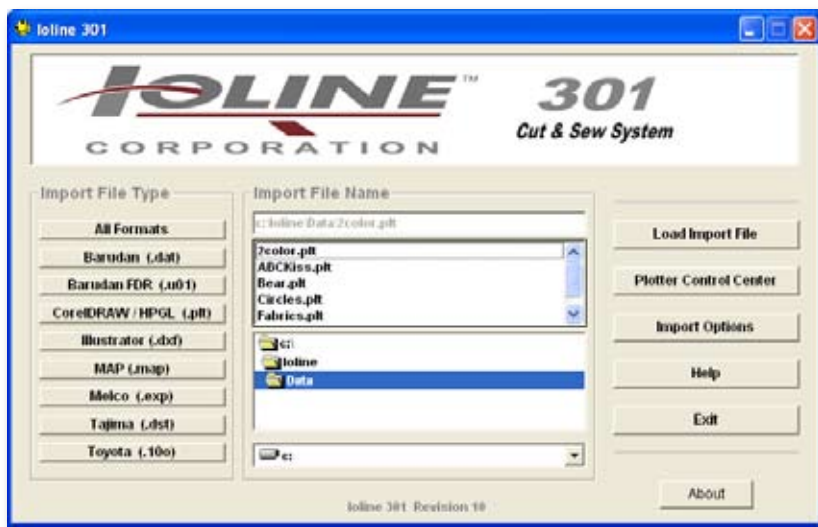 Ioline 301
IOLINE™
CORPORATION
301
Cut & Sew System
Import File Type
All Formats
Barudan (.dat)
Barudan FDR (.u01)
CorelDRAW / HPGL (.plt)
Illustrator (.dxf)
MAP (.map)
Melco (.exp)
Tajima (.dst)
Toyota (.10o)
Import File Name
c:\Ioline\Data\2color.plt
2color.plt
ABCKiss.plt
Bear.plt
Circles.plt
Fabrics.plt
c:\
Ioline
Data
c:
Load Import File
Plotter Control Center
Import Options
Help
Exit
About
Ioline 301 Revision 10